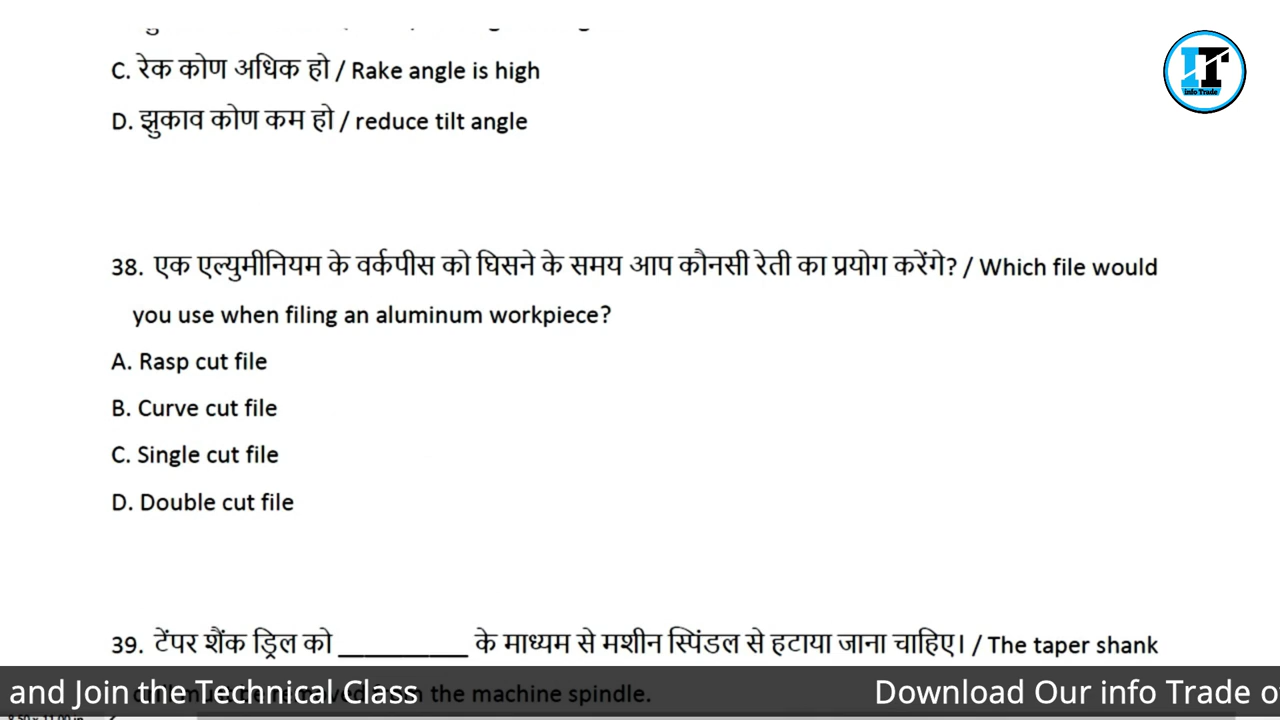 C. रेक कोण अधिक हो / Rake angle is high
D. झुकाव कोण कम हो / reduce tilt angle
38. एक एल्युमीनियम के वर्कपीस को घिसने के समय आप कौनसी रेती का प्रयोग करेंगे? / Which file would
you use when filing an aluminum workpiece?
A. Rasp cut file
B. Curve cut file
C. Single cut file
D. Double cut file
39. टेंपर शैंक ड्रिल को __________ के माध्यम से मशीन स्पिंडल से हटाया जाना चाहिए। / The taper shank
the machine spindle.
and Join the Technical Class
Download Our info Trade o
IT
info Trade